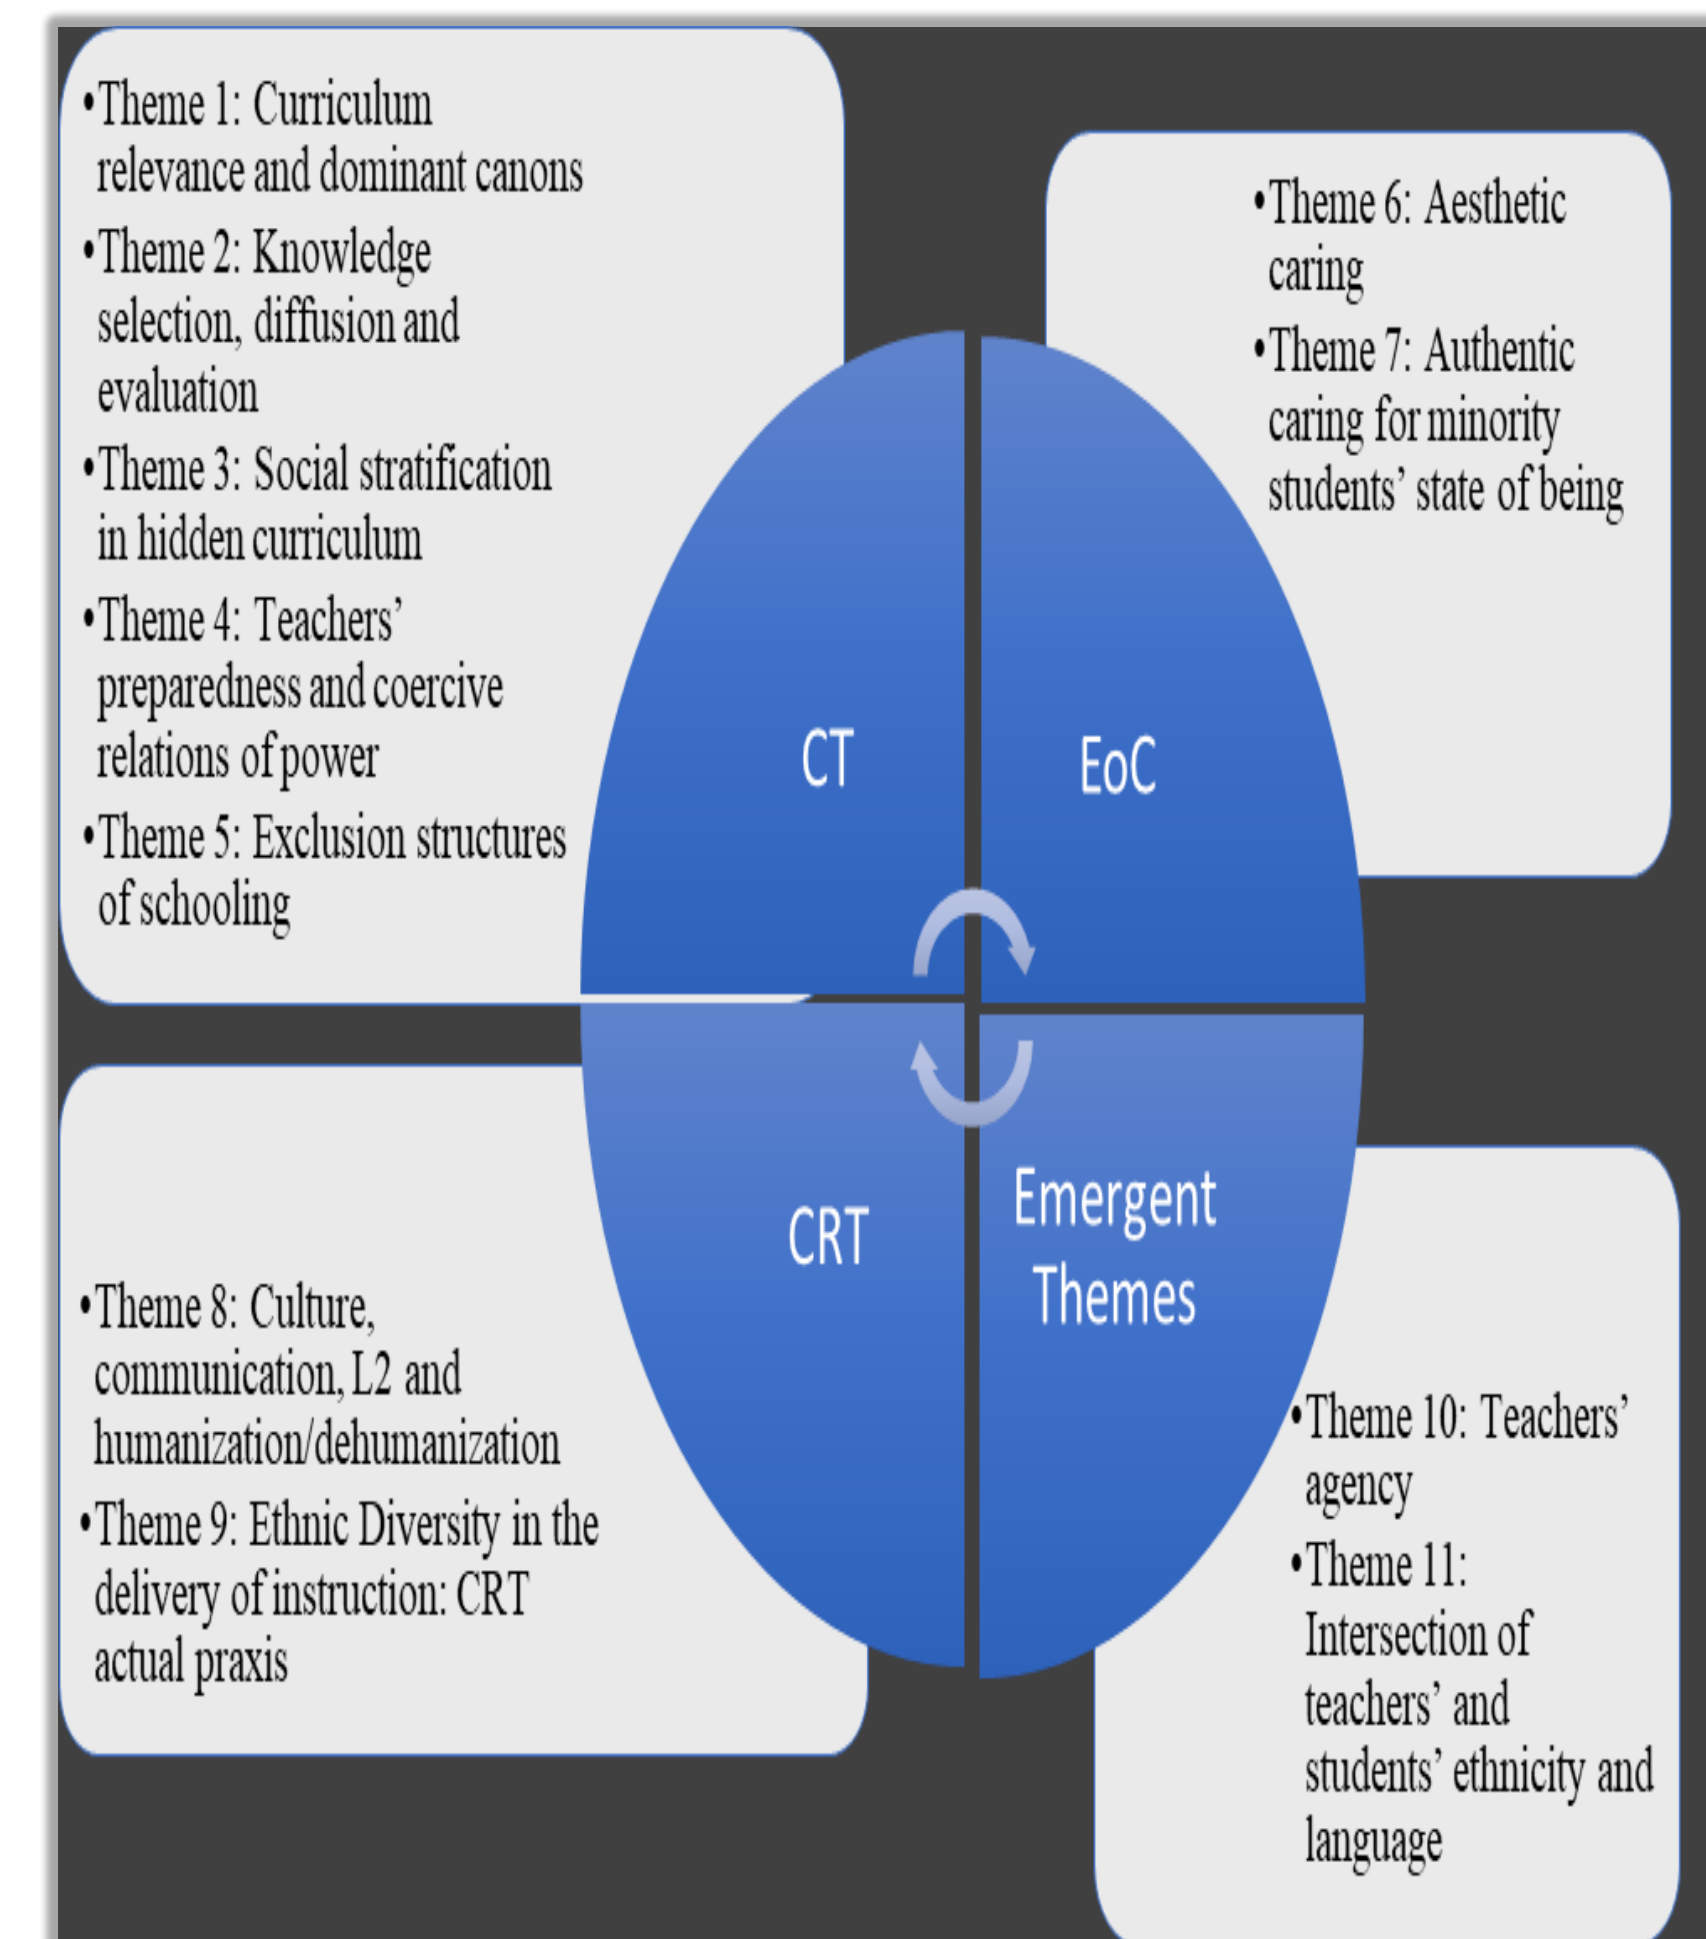 •Theme 1: Curriculum
relevance and dominant canons
•Theme 2: Knowledge
selection, diffusion and
evaluation
•Theme 3: Social stratification
in hidden curriculum
•Theme 4: Teachers’
preparedness and coercive
relations of power
•Theme 5: Exclusion structures
of schooling
•Theme 6: Aesthetic
caring
•Theme 7: Authentic
caring for minority
students’ state of being
CT
EoC
CRT
Emergent
Themes
•Theme 8: Culture,
communication, L2 and
humanization/dehumanization
•Theme 9: Ethnic Diversity in the
delivery of instruction: CRT
actual praxis
•Theme 10: Teachers’
agency
•Theme 11:
Intersection of
teachers’ and
students’ ethnicity and
language